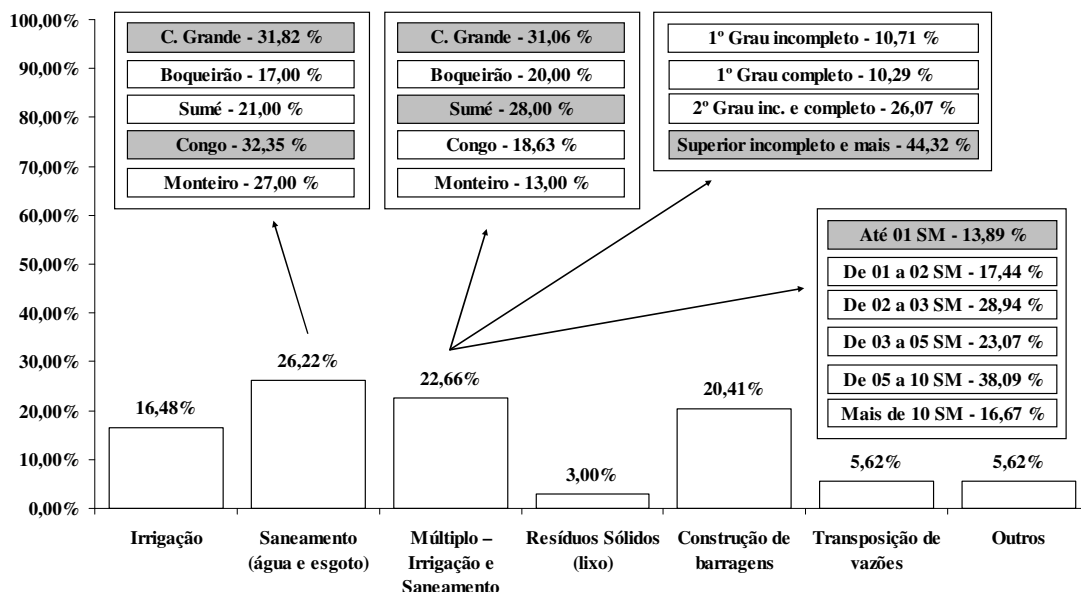 100,00%
90,00%
80,00%
70,00%
60,00%
50,00%
40,00%
30,00%
20,00%
10,00%
0,00%
C. Grande - 31,82 %
Boqueirão - 17,00 %
Sumé - 21,00 %
Congo - 32,35 %
Monteiro - 27,00 %
C. Grande - 31,06 %
Boqueirão - 20,00 %
Sumé - 28,00 %
Congo - 18,63 %
Monteiro - 13,00 %
1º Grau incompleto - 10,71 %
1º Grau completo - 10,29 %
2º Grau inc. e completo - 26,07 %
Superior incompleto e mais - 44,32 %
Até 01 SM - 13,89 %
De 01 a 02 SM - 17,44 %
De 02 a 03 SM - 28,94 %
De 03 a 05 SM - 23,07 %
De 05 a 10 SM - 38,09 %
Mais de 10 SM - 16,67 %
16,48%
26,22%
22,66%
3,00%
20,41%
5,62%
5,62%
Irrigação
Saneamento
(água e esgoto)
Múltiplo –
Irrigação e
Saneamento
Resíduos Sólidos
(lixo)
Construção de
barragens
Transposição de
vazões
Outros